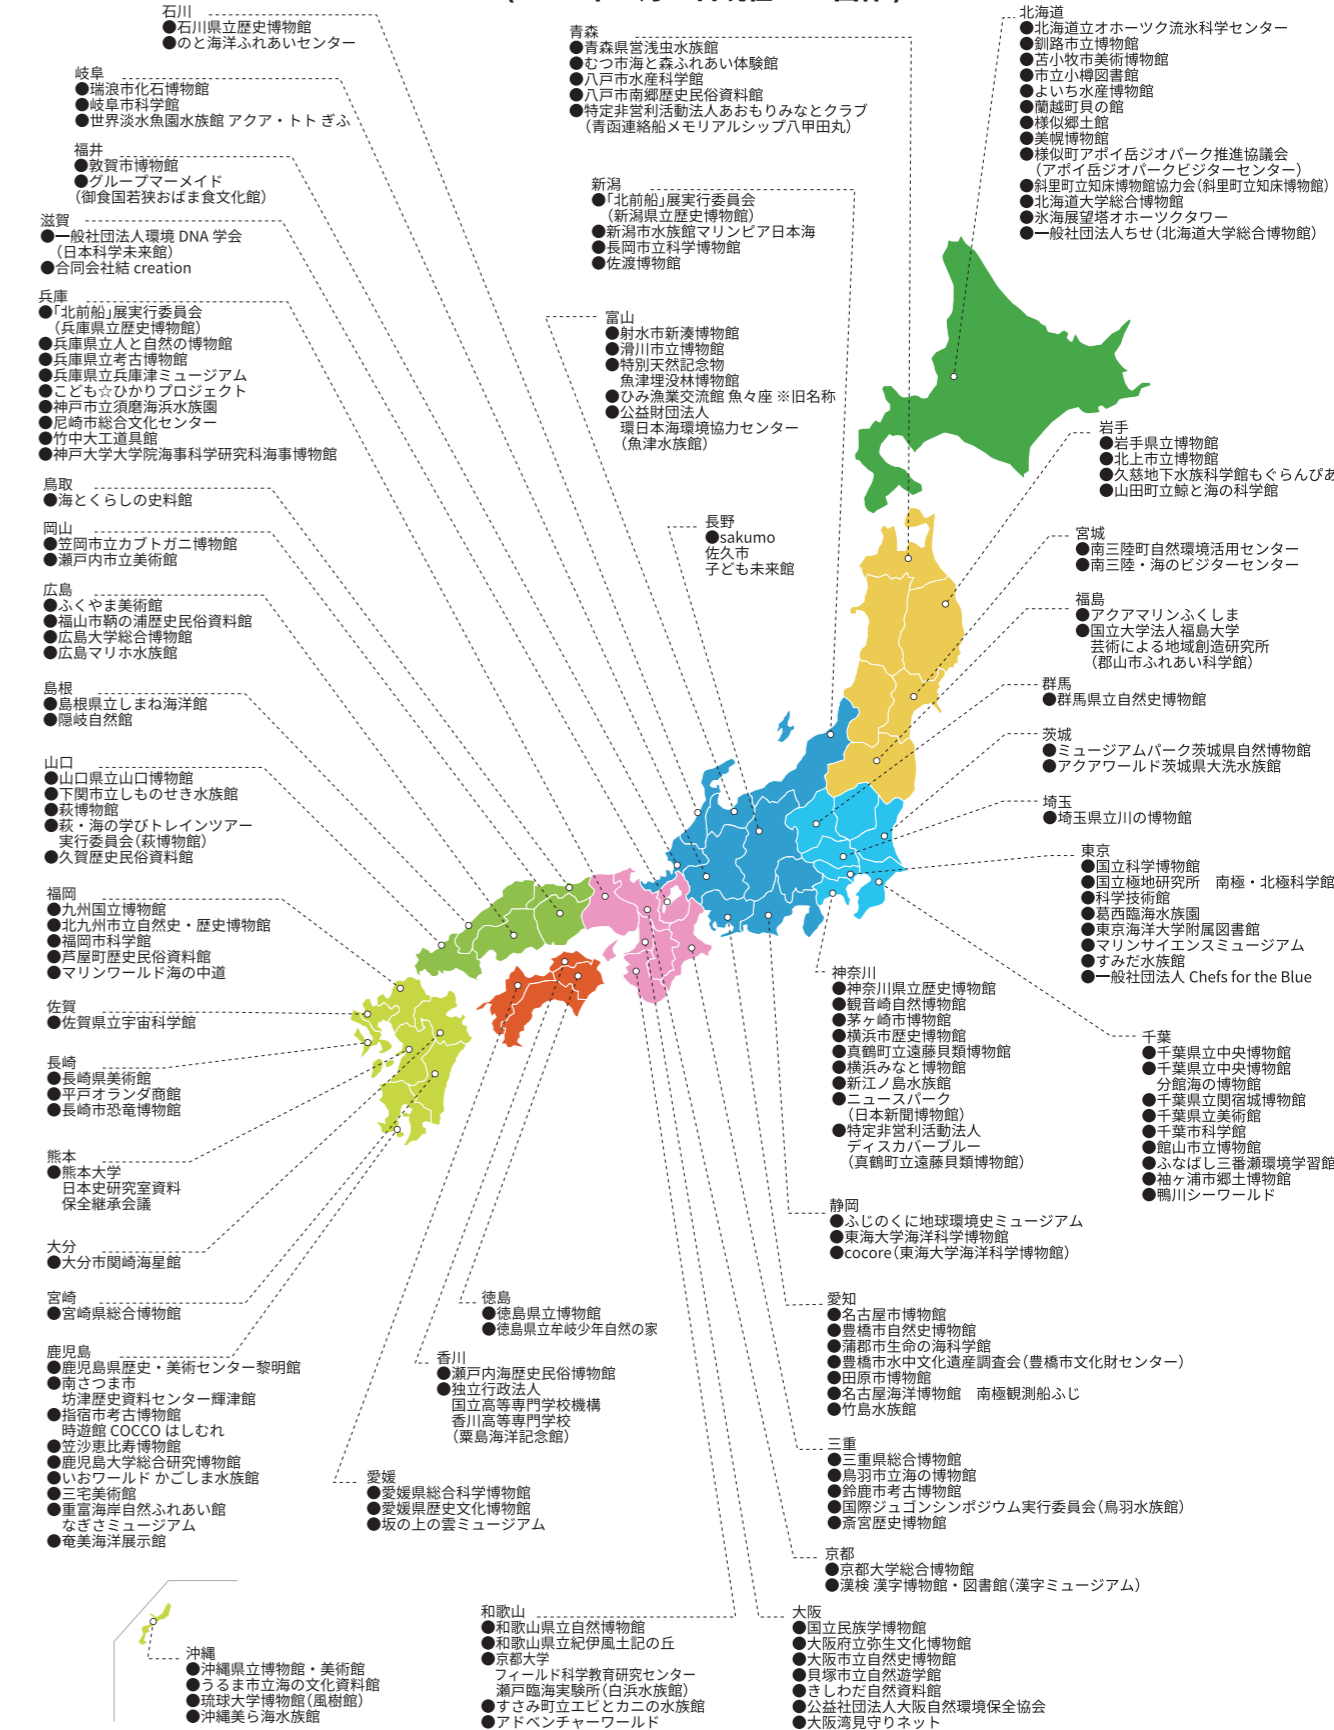 石川
●石川県立歴史博物館
●のと海洋ふれあいセンター
岐阜
●瑞浪市化石博物館
●岐阜市科学館
●世界淡水魚園水族館 アクア・トト ぎふ
福井
●敦賀市博物館
●グループマーメイド
（御食国若狭おばま食文化館）
滋賀
●一般社団法人環境 DNA 学会
（日本科学未来館）
●合同会社結 creation
兵庫
●｢北前船｣展実行委員会
（兵庫県立歴史博物館）
●兵庫県立人と自然の博物館
●兵庫県立考古博物館
●兵庫県立兵庫津ミュージアム
●こども☆ひかりプロジェクト
●神戸市立須磨海浜水族園
●尼崎市総合文化センター
●竹中大工道具館
●神戸大学大学院海事科学研究科海事博物館
鳥取
●海とくらしの史料館
岡山
●笠岡市立カブトガニ博物館
●瀬戸内市立美術館
広島
●ふくやま美術館
●福山市鞆の浦歴史民俗資料館
●広島大学総合博物館
●広島マリホ水族館
島根
●島根県立しまね海洋館
●隠岐自然館
山口
●山口県立山口博物館
●下関市立しものせき水族館
●萩博物館
●萩・海の学びトレインツアー
実行委員会（萩博物館）
●久賀歴史民俗資料館
福岡
●九州国立博物館
●北九州市立自然史・歴史博物館
●福岡市科学館
●芦屋町歴史民俗資料館
●マリンワールド海の中道
佐賀
●佐賀県立宇宙科学館
長崎
●長崎県美術館
●平戸オランダ商館
●長崎市恐竜博物館
熊本
●熊本大学
日本史研究室資料
保全継承会議
大分
●大分市関崎海星館
宮崎
●宮崎県総合博物館
鹿児島
●鹿児島県歴史・美術センター黎明館
●南さつま市
坊津歴史資料センター輝津館
●指宿市考古博物館
時遊館 COCCO はしむれ
●笠沙恵比寿博物館
●鹿児島大学総合研究博物館
●いおワールド かごしま水族館
●三宅美術館
●重富海岸自然ふれあい館
なぎさミュージアム
●奄美海洋展示館
沖縄
●沖縄県立博物館・美術館
●うるま市立海の文化資料館
●琉球大学博物館（風樹館）
●沖縄美ら海水族館
青森
●青森県営浅虫水族館
●むつ市海と森ふれあい体験館
●八戸市水産科学館
●八戸市南郷歴史民俗資料館
●特定非営利活動法人あおもりみなとクラブ
（青函連絡船メモリアルシップ八甲田丸）
新潟
●｢北前船｣展実行委員会
（新潟県立歴史博物館）
●新潟市水族館マリンピア日本海
●長岡市立科学博物館
●佐渡博物館
富山
●射水市新湊博物館
●滑川市立博物館
●特別天然記念物
魚津埋没林博物館
●ひみ漁業交流館 魚々座 ※旧名称
●公益財団法人
環日本海環境協力センター
（魚津水族館）
長野
●sakumo
佐久市
子ども未来館
北海道
●北海道立オホーツク流氷科学センター
●釧路市立博物館
●苫小牧市美術博物館
●市立小樽図書館
●よいち水産博物館
●蘭越町貝の館
●様似郷土館
●美幌博物館
●様似町アポイ岳ジオパーク推進協議会
（アポイ岳ジオパークビジターセンター）
●斜里町立知床博物館協力会（斜里町立知床博物館）
●北海道大学総合博物館
●氷海展望塔オホーツクタワー
●一般社団法人ちせ（北海道大学総合博物館）
岩手
●岩手県立博物館
●北上市立博物館
●久慈地下水族科学館もぐらんぴあ
●山田町立鯨と海の科学館
宮城
●南三陸町自然環境活用センター
●南三陸・海のビジターセンター
福島
●アクアマリンふくしま
●国立大学法人福島大学
芸術による地域創造研究所
（郡山市ふれあい科学館）
群馬
●群馬県立自然史博物館
茨城
●ミュージアムパーク茨城県自然博物館
●アクアワールド茨城県大洗水族館
埼玉
●埼玉県立川の博物館
東京
●国立科学博物館
●国立極地研究所　南極・北極科学館
●科学技術館
●葛西臨海水族園
●東京海洋大学附属図書館
●マリンサイエンスミュージアム
●すみだ水族館
●一般社団法人 Chefs for the Blue
神奈川
●神奈川県立歴史博物館
●観音崎自然博物館
●茅ヶ崎市博物館
●横浜市歴史博物館
●真鶴町立遠藤貝類博物館
●横浜みなと博物館
●新江ノ島水族館
●ニュースパーク
（日本新聞博物館）
●特定非営利活動法人
ディスカバーブルー
（真鶴町立遠藤貝類博物館）
千葉
●千葉県立中央博物館
●千葉県立中央博物館
分館海の博物館
●千葉県立関宿城博物館
●千葉県立美術館
●千葉市科学館
●館山市立博物館
●ふなばし三番瀬環境学習館
●袖ヶ浦市郷土博物館
●鴨川シーワールド
静岡
●ふじのくに地球環境史ミュージアム
●東海大学海洋科学博物館
●cocore（東海大学海洋科学博物館）
愛知
●名古屋市博物館
●豊橋市自然史博物館
●蒲郡市生命の海科学館
●豊橋市水中文化遺産調査会（豊橋市文化財センター）
●田原市博物館
●名古屋海洋博物館　南極観測船ふじ
●竹島水族館
三重
●三重県総合博物館
●鳥羽市立海の博物館
●鈴鹿市考古博物館
●国際ジュゴンシンポジウム実行委員会（鳥羽水族館）
●斎宮歴史博物館
京都
●京都大学総合博物館
●漢検 漢字博物館・図書館（漢字ミュージアム）
徳島
●徳島県立博物館
●徳島県立牟岐少年自然の家
香川
●瀬戸内海歴史民俗博物館
●独立行政法人
国立高等専門学校機構
香川高等専門学校
（粟島海洋記念館）
愛媛
●愛媛県総合科学博物館
●愛媛県歴史文化博物館
●坂の上の雲ミュージアム
和歌山
●和歌山県立自然博物館
●和歌山県立紀伊風土記の丘
●京都大学
フィールド科学教育研究センター
瀬戸臨海実験所（白浜水族館）
●すさみ町立エビとカニの水族館
●アドベンチャーワールド
大阪
●国立民族学博物館
●大阪府立弥生文化博物館
●大阪市立自然史博物館
●貝塚市立自然遊学館
●きしわだ自然資料館
●公益社団法人大阪自然環境保全協会
●大阪湾見守りネット